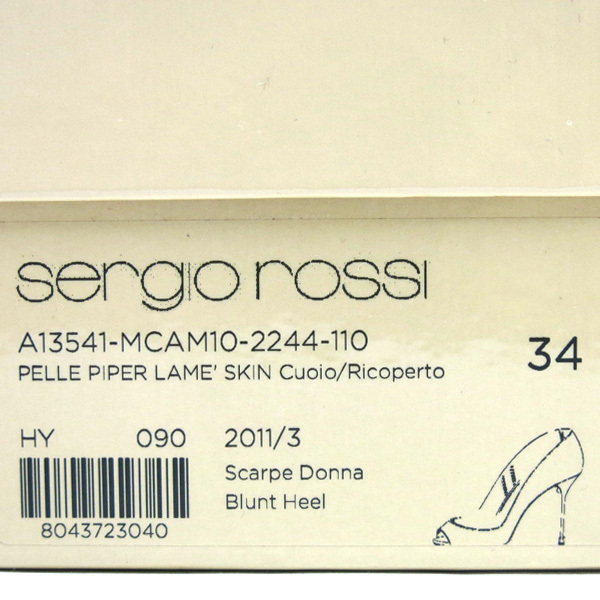 sergio rossi
A13541-MCAM10-2244-110
34
PELLE PIPER LAME' SKIN Cuoio/Ricoperto
HY 090 2011/3
Scarpe Donna
Blunt Heel
8043723040